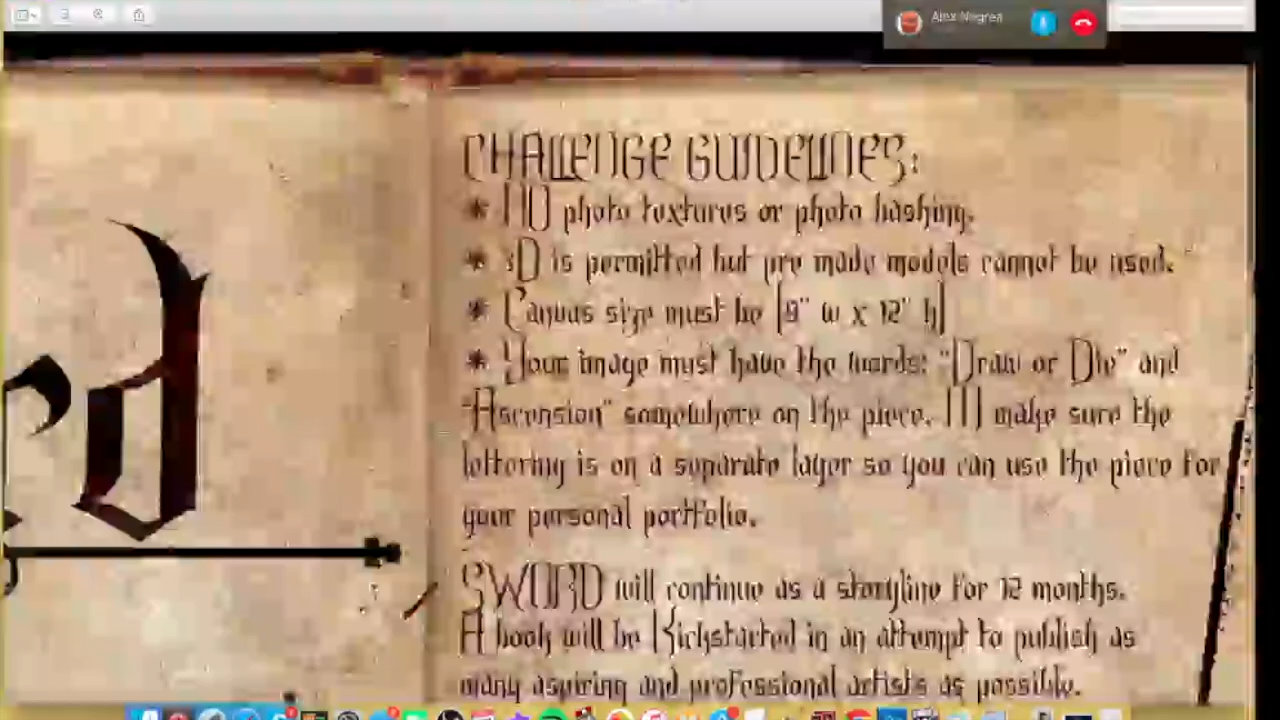 Alex Negrea
d
CHALLENGE GUIDELINES:
* NO photo textures or photo bashing.
* 3D is permitted but pre made models cannot be used.
* Canvas size must be [9" w x 12" h]
* Your image must have the words: "Draw or Die" and
"Ascension" somewhere on the piece. [!] make sure the
lettering is on a separate layer so you can use the piece for
your personal portfolio.
SWORD will continue as a storyline for 12 months.
A book will be Kickstarted in an attempt to publish as
many aspiring and professional artists as possible.